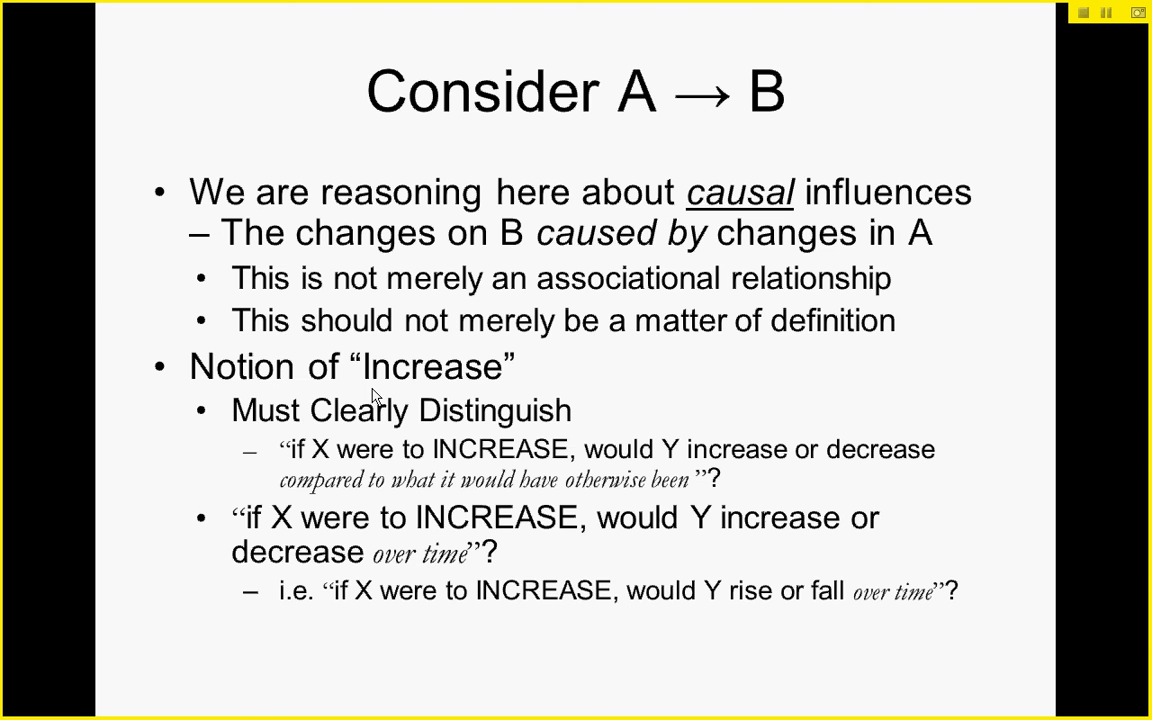 Consider A → B
• We are reasoning here about causal influences
– The changes on B caused by changes in A
• This is not merely an associational relationship
• This should not merely be a matter of definition
• Notion of “Increase”
• Must Clearly Distinguish
– “if X were to INCREASE, would Y increase or decrease
compared to what it would have otherwise been ”?
• “if X were to INCREASE, would Y increase or
decrease over time”?
– i.e. “if X were to INCREASE, would Y rise or fall over time”?